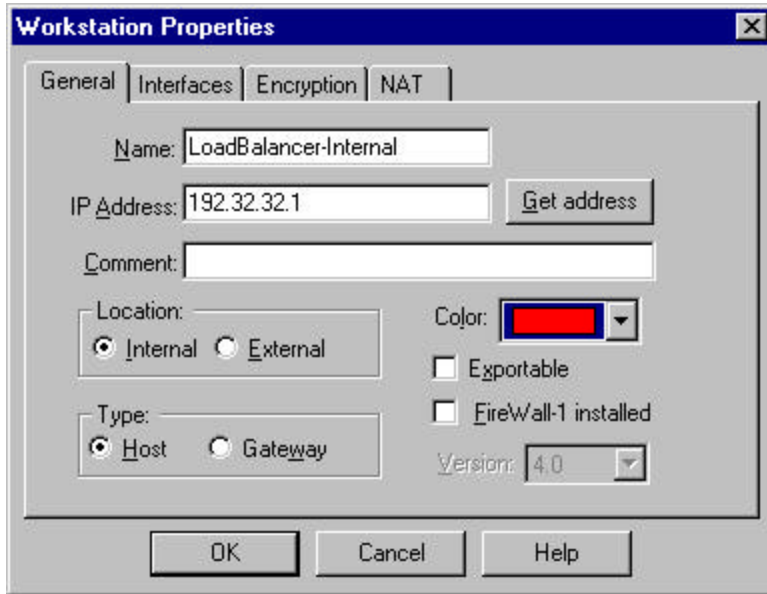 Workstation Properties
General Interfaces Encryption NAT
Name: LoadBalancer-Internal
IP Address: 192.32.32.1 Get address
Comment:
Location: Color:
Internal External
Exportable
Type: FireWall-1 installed
Host Gateway
Version: 4.0
OK Cancel Help